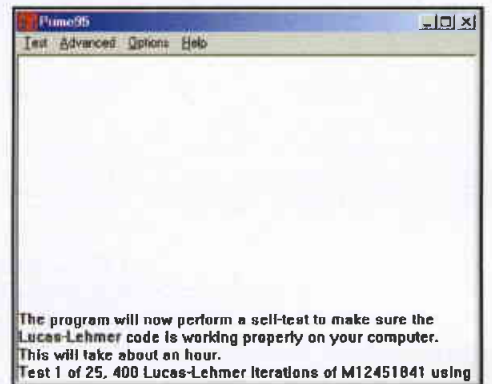 Prime95
Test Advanced Options Help
The program will now perform a self-test to make sure the
Lucas-Lehmer code is working properly on your computer.
This will take about an hour.
Test 1 of 25, 400 Lucas-Lehmer iterations of M12451841 using